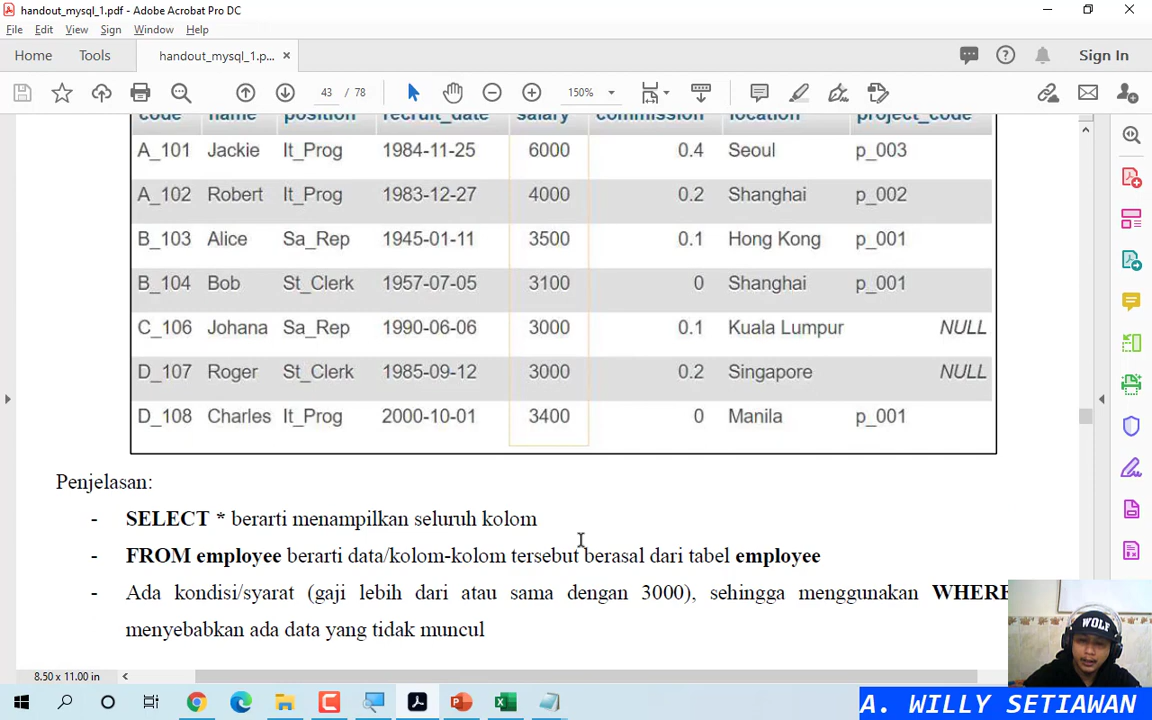 handout_mysql_1.pdf - Adobe Acrobat Pro DC
File Edit View Sign Window Help
Home Tools handout_mysql_1.p... × Sign In
43 / 78 150%
code name position recruit_date salary commission location project_code
A_101 Jackie It_Prog 1984-11-25 6000 0.4 Seoul p_003
A_102 Robert It_Prog 1983-12-27 4000 0.2 Shanghai p_002
B_103 Alice Sa_Rep 1945-01-11 3500 0.1 Hong Kong p_001
B_104 Bob St_Clerk 1957-07-05 3100 0 Shanghai p_001
C_106 Johana Sa_Rep 1990-06-06 3000 0.1 Kuala Lumpur NULL
D_107 Roger St_Clerk 1985-09-12 3000 0.2 Singapore NULL
D_108 Charles It_Prog 2000-10-01 3400 0 Manila p_001
Penjelasan:
- SELECT * berarti menampilkan seluruh kolom
- FROM employee berarti data/kolom-kolom tersebut berasal dari tabel employee
- Ada kondisi/syarat (gaji lebih dari atau sama dengan 3000), sehingga menggunakan WHERE
menyebabkan ada data yang tidak muncul
8.50 x 11.00 in
WOLF
A. WILLY SETIAWAN